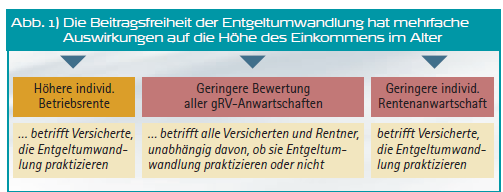 Abb. 1) Die Beitragsfreiheit der Entgeltumwandlung hat mehrfache
Auswirkungen auf die Höhe des Einkommens im Alter
Höhere individ.
Betriebsrente
Geringere Bewertung
aller gRV-Anwartschaften
Geringere individ.
Rentenanwartschaft
... betrifft Versicherte,
die Entgeltumwand-
lung praktizieren
... betrifft alle Versicherten und Rentner,
unabhängig davon, ob sie Entgeltum-
wandlung praktizieren oder nicht
betrifft Versicherte,
die Entgeltumwand-
lung praktizieren